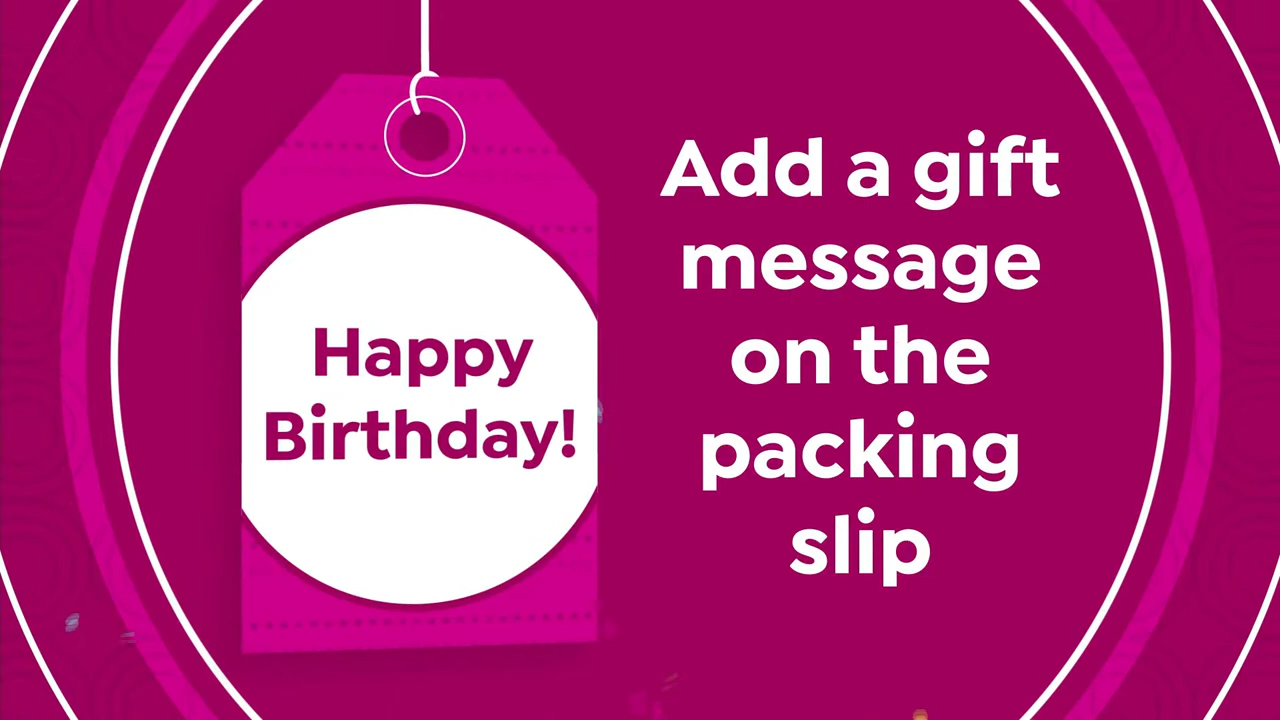 Happy
Birthday!
Add a gift
message
on the
packing
slip